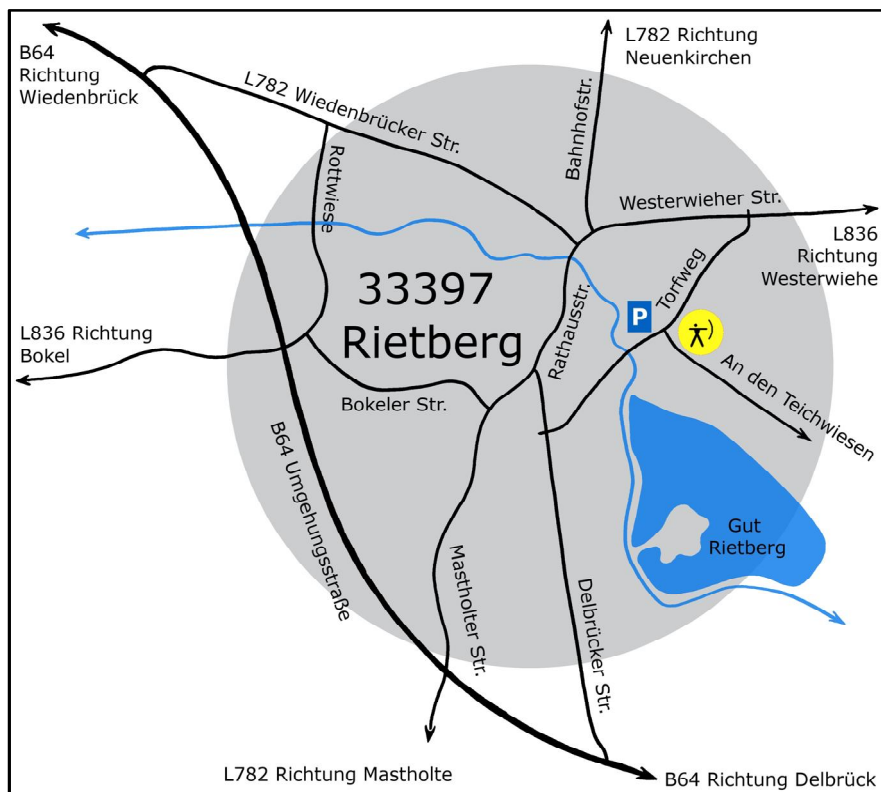 B64
Richtung
Wiedenbrück
L782 Richtung
Neuenkirchen
L782 Wiedenbrücker Str.
Bahnhofstr.
Rottwiese
Westerwieher Str.
L836
Richtung
Westerwiehe
33397
Rietberg
Rathausstr.
P
Torfweg
L836 Richtung
Bokel
Bokeler Str.
An den Teichwiesen
B64 Umgehungsstraße
Gut
Rietberg
Mastholter Str.
Delbrücker Str.
L782 Richtung Mastholte
B64 Richtung Delbrück